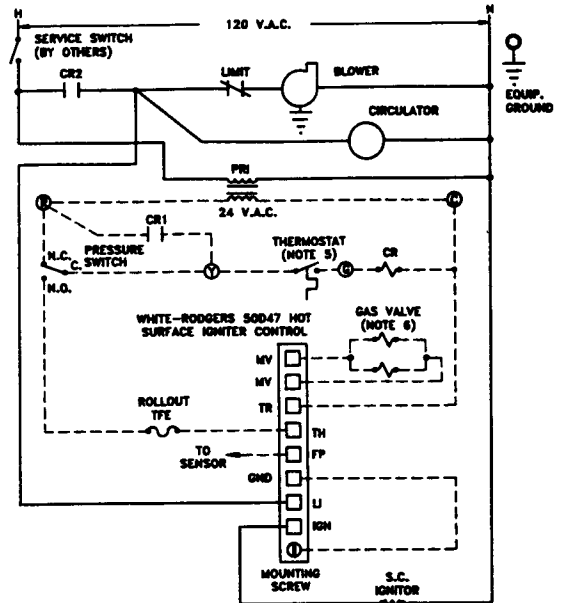 H
120 V.A.C.
N
SERVICE SWITCH
(BY OTHERS)
CR2
LIMIT
BLOWER
EQUIP.
GROUND
CIRCULATOR
PRI
24 V.A.C.
R
C
CR1
N.C.
C.
PRESSURE
SWITCH
N.O.
Y
THERMOSTAT
(NOTE 5)
G
CR
WHITE-RODGERS 50D47 HOT
SURFACE IGNITER CONTROL
GAS VALVE
(NOTE 6)
MV
MV
TR
ROLLOUT
TFE
TH
TO
SENSOR
FP
GND
LI
IGN
MOUNTING
SCREW
S.C.
IGNITOR